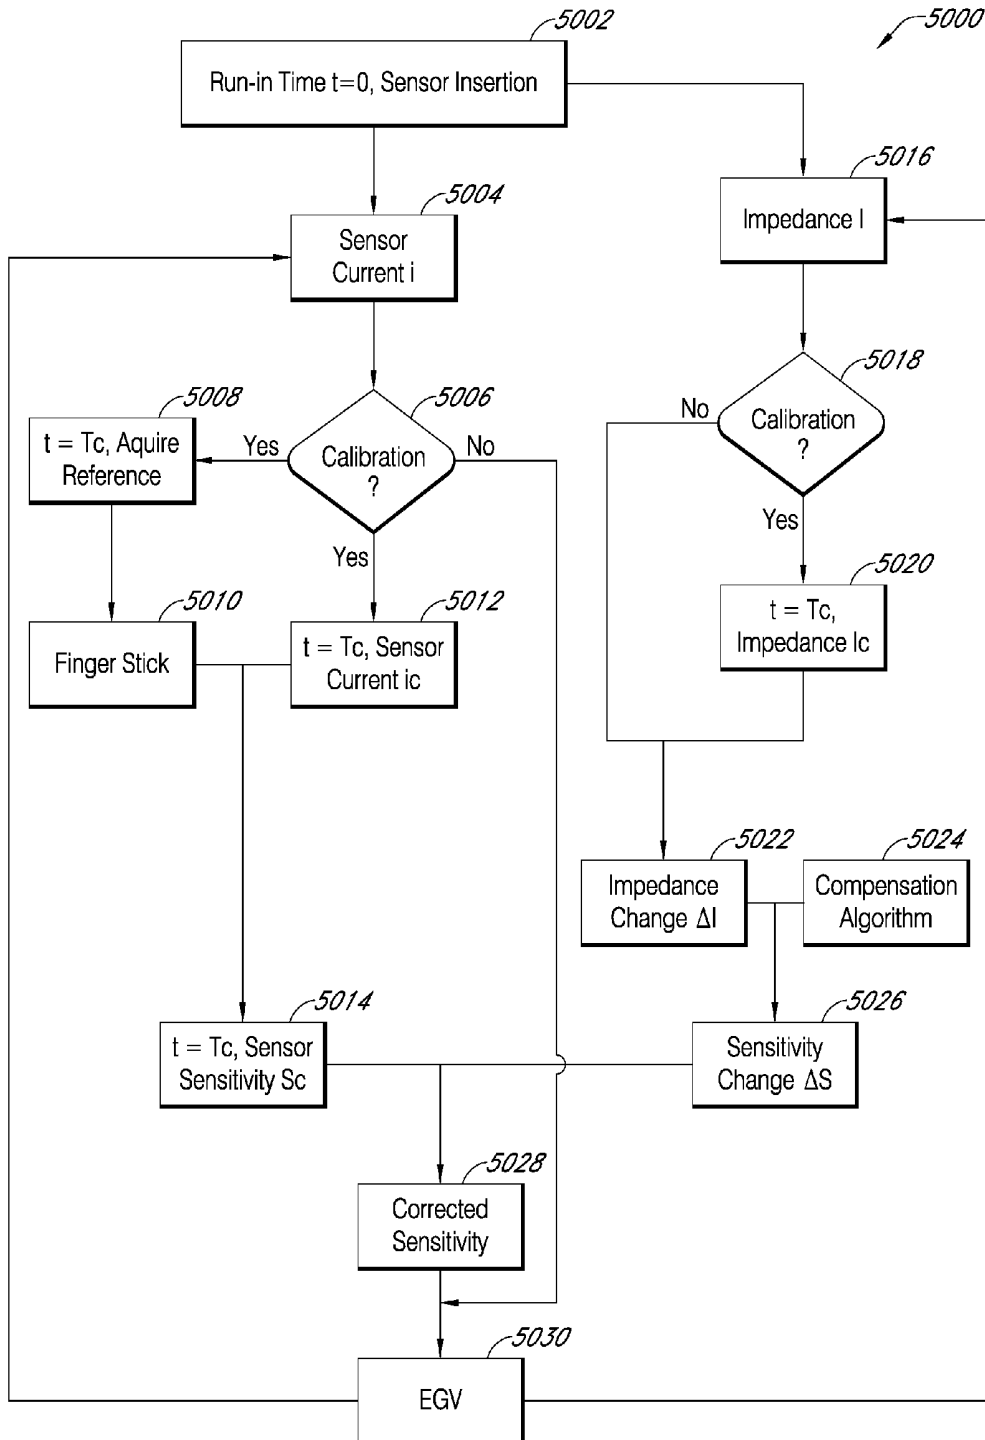 5002
5000
Run-in Time t=0, Sensor Insertion
5016
Impedance I
5004
Sensor
Current i
5018
Calibration
?
No
Yes
5006
Calibration
?
Yes
No
Yes
5008
t = Tc, Aquire
Reference
5020
t = Tc,
Impedance Ic
5010
Finger Stick
5012
t = Tc, Sensor
Current ic
5022
Impedance
Change ΔI
5024
Compensation
Algorithm
5014
t = Tc, Sensor
Sensitivity Sc
5026
Sensitivity
Change ΔS
5028
Corrected
Sensitivity
5030
EGV